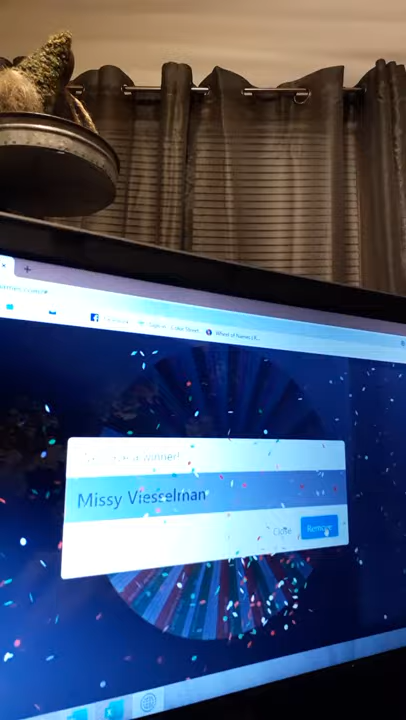 Facebook
Wheel of Names | R...
We have a winner!
Missy Viesselman
Close
Remove